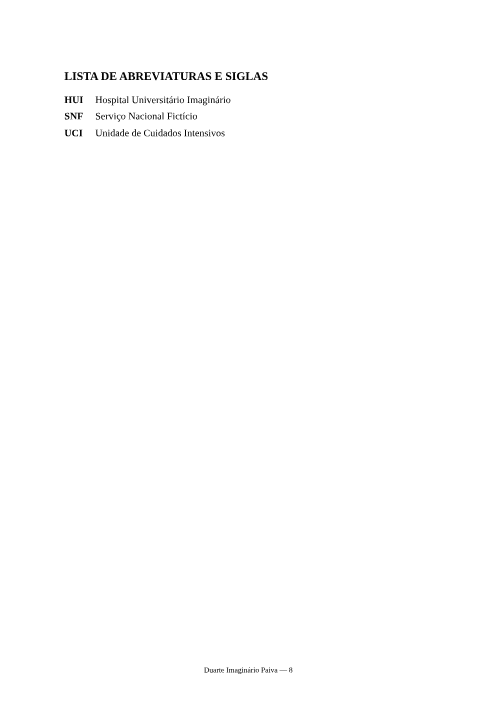 LISTA DE ABREVIATURAS E SIGLAS
HUI Hospital Universitário Imaginário
SNF Serviço Nacional Fictício
UCI Unidade de Cuidados Intensivos
Duarte Imaginário Paiva — 8